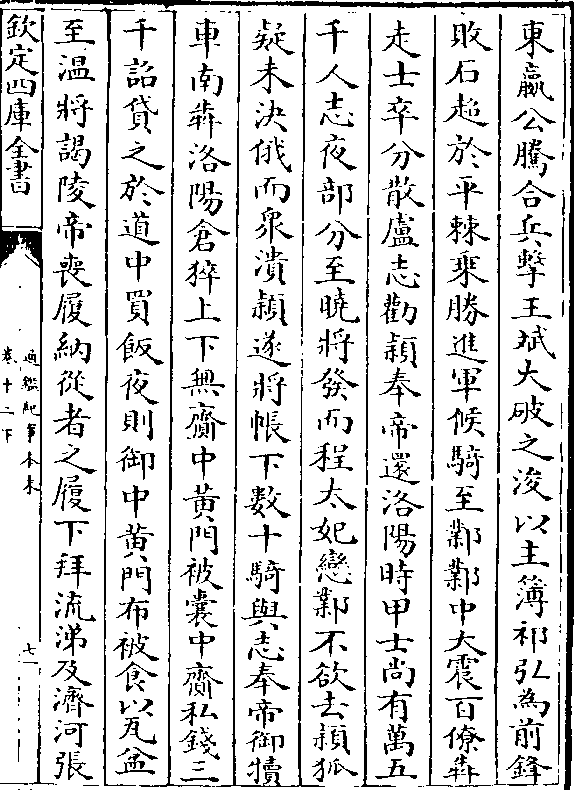 東嬴公騰合兵擊王斌大破之浚以主簿祁弘為前鋒
敗石超於平棘乗勝進軍候騎至鄴鄴中大震百僚犇
走士卒分散盧志勸穎奉帝還洛陽時甲士尚有萬五
千人志夜部分至曉將發而程太妃戀鄴不欲去穎狐
疑未決俄而衆潰穎遂將帳下數十騎與志奉帝御犢
車南犇洛陽倉猝上下無齎中黄門被囊中齎私錢三
千詔貸之於道中買飯夜則御中黄門布被食以瓦盆
至温將謁陵帝喪履納從者之履下拜流涕及濟河張
欽定四庫全書
通鑑紀事本末
卷十二下
七一